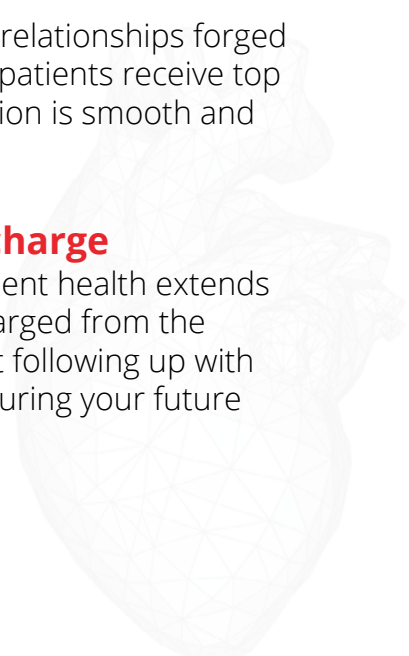 relationships forged
patients receive top
ion is smooth and
charge
ent health extends
arged from the
t following up with
uring your future